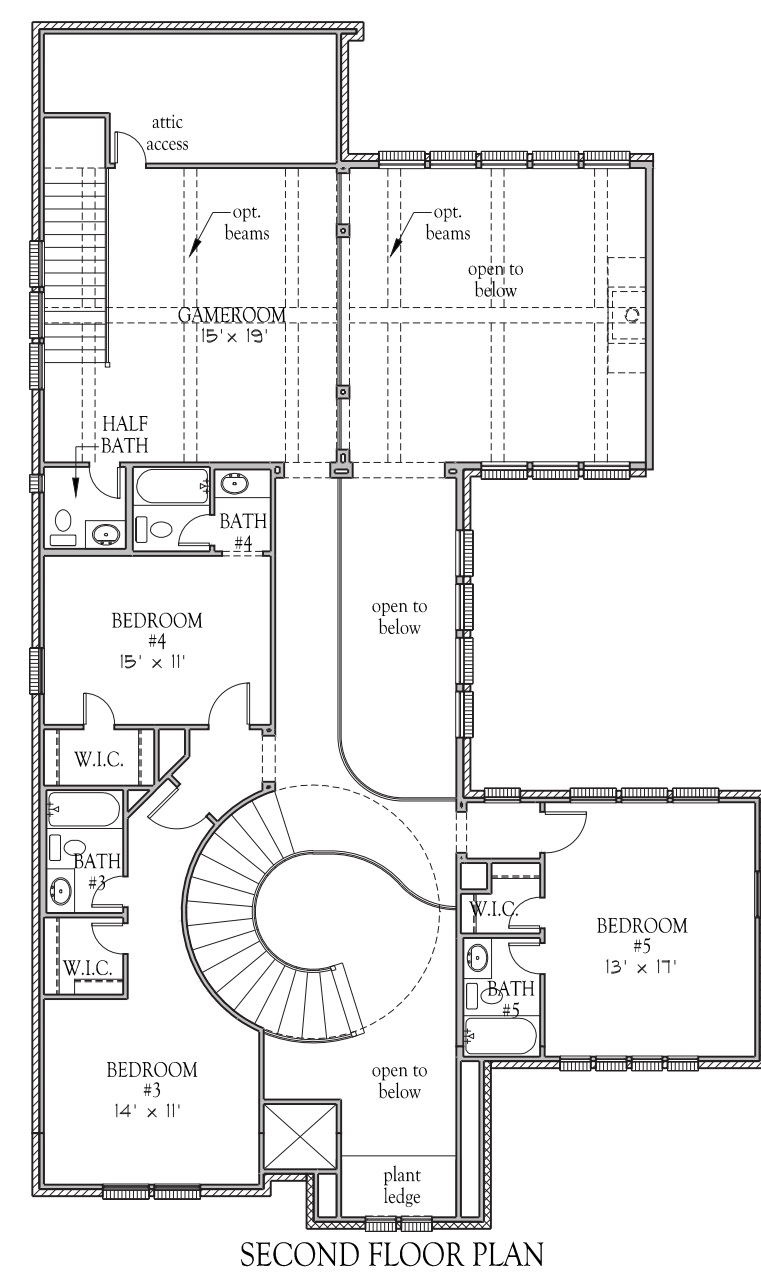 attic
access
opt.
beams
opt.
beams
open to
below
GAMEROOM
15' x 19'
HALF
BATH
BATH
#4
BEDROOM
#4
15' x 11'
open to
below
W.I.C.
BATH
#3
W.I.C.
W.I.C.
BEDROOM
#5
13' x 17'
BATH
#5
BEDROOM
#3
14' x 11'
open to
below
plant
ledge
SECOND FLOOR PLAN